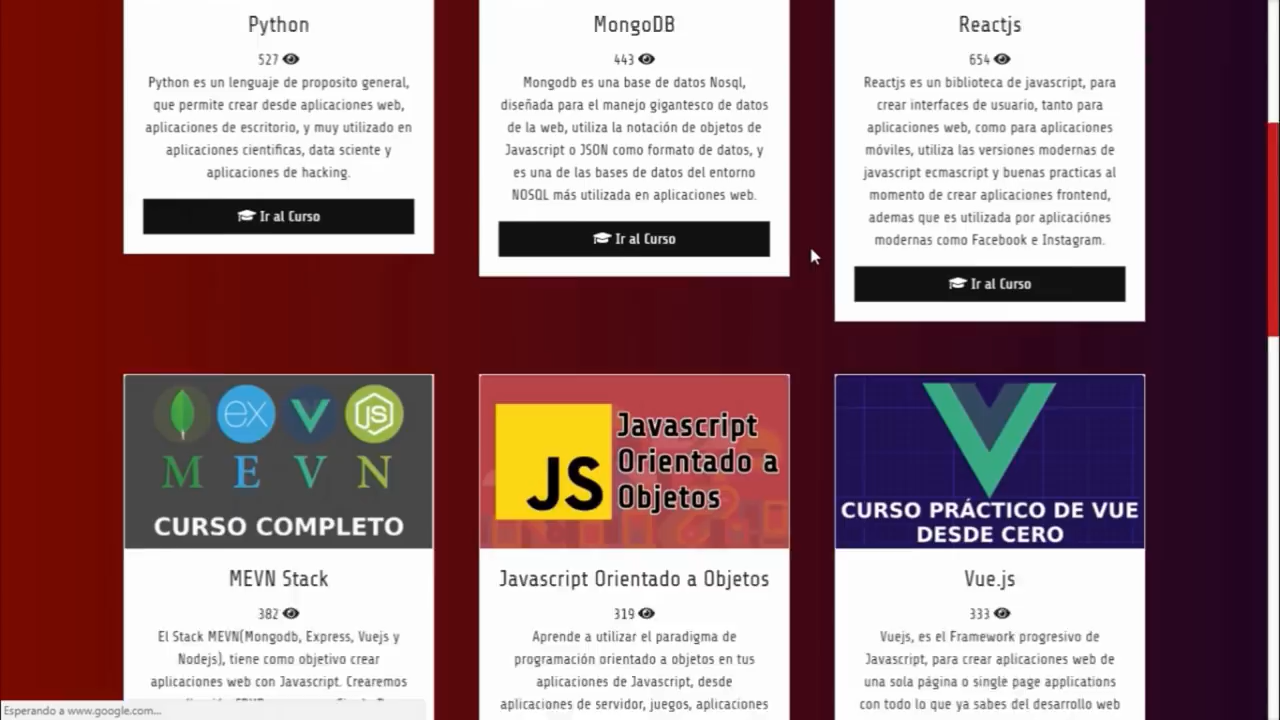 Python
527
Python es un lenguaje de proposito general,
que permite crear desde aplicaciones web,
aplicaciones de escritorio, y muy utilizado en
aplicaciones cientificas, data sciente y
aplicaciones de hacking.
Ir al Curso
MongoDB
443
Mongodb es una base de datos Nosql,
diseñada para el manejo gigantesco de datos
de la web, utiliza la notación de objetos de
Javascript o JSON como formato de datos, y
es una de las bases de datos del entorno
NOSQL más utilizada en aplicaciones web.
Ir al Curso
Reactjs
654
Reactjs es un biblioteca de javascript, para
crear interfaces de usuario, tanto para
aplicaciones web, como para aplicaciones
móviles, utiliza las versiones modernas de
javascript ecmascript y buenas practicas al
momento de crear aplicaciones frontend,
ademas que es utilizada por aplicaciónes
modernas como Facebook e Instagram.
Ir al Curso
ex JS
M E V N
CURSO COMPLETO
MEVN Stack
382
El Stack MEVN(Mongodb, Express, Vuejs y
Nodejs), tiene como objetivo crear
aplicaciones web con Javascript. Crearemos
JS
Javascript
Orientado a
Objetos
Javascript Orientado a Objetos
319
Aprende a utilizar el paradigma de
programación orientado a objetos en tus
aplicaciones de Javascript, desde
aplicaciones de servidor, juegos, aplicaciones
CURSO PRÁCTICO DE VUE
DESDE CERO
Vue.js
333
Vuejs, es el Framework progresivo de
Javascript, para crear aplicaciones web de
una sola página o single page applications
con todo lo que ya sabes del desarrollo web
Esperando a www.google.com...